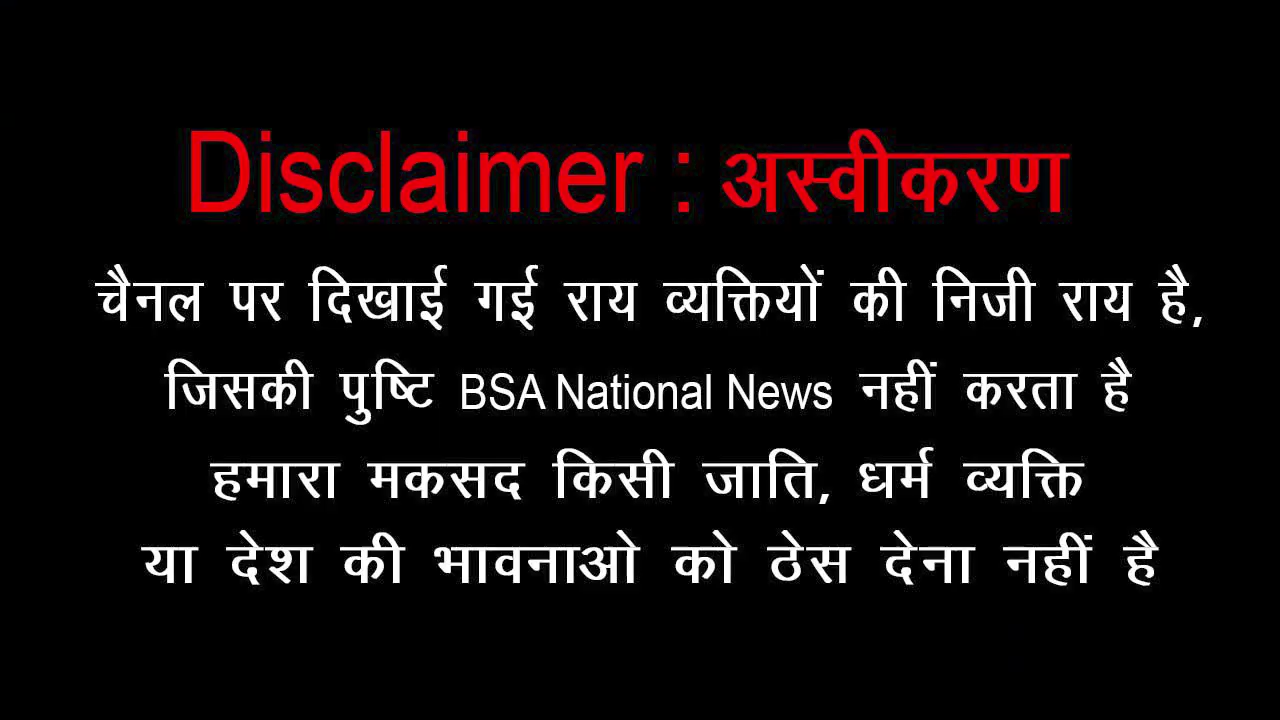 Disclaimer : अस्वीकरण
चैनल पर दिखाई गई राय व्यक्तियों की निजी राय है,
जिसकी पुष्टि BSA National News नहीं करता है
हमारा मकसद किसी जाति, धर्म व्यक्ति
या देश की भावनाओ को ठेस देना नहीं है